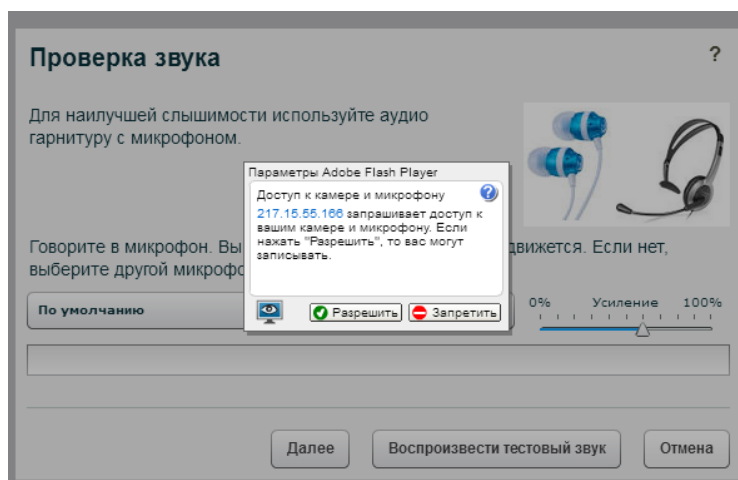 Проверка звука
?
Для наилучшей слышимости используйте аудио
гарнитуру с микрофоном.
Параметры Adobe Flash Player
Доступ к камере и микрофону
217.15.55.166 запрашивает доступ к
вашим камере и микрофону. Если
нажать "Разрешить", то вас могут
записывать.
Разрешить
Запретить
Говорите в микрофон. Вы
движется. Если нет,
выберите другой
По умолчанию
0% Усиление 100%
Далее
Воспроизвести тестовый звук
Отмена